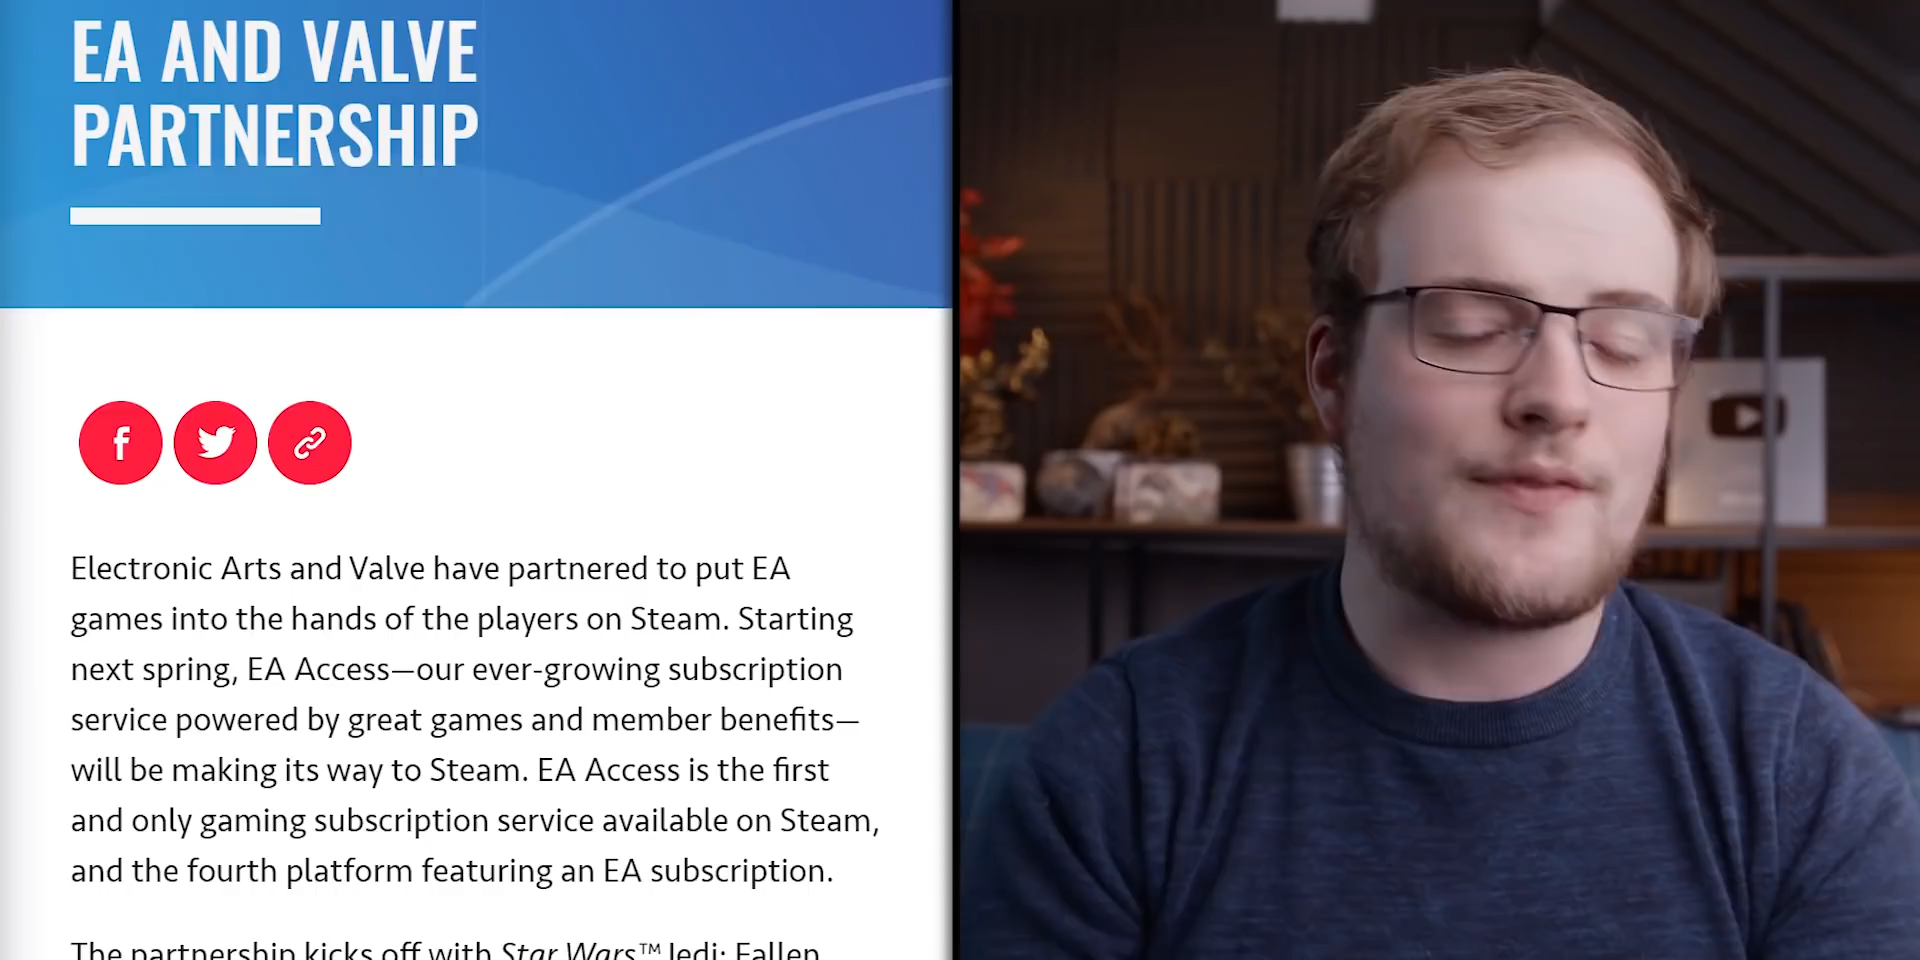 EA AND VALVE
PARTNERSHIP
Electronic Arts and Valve have partnered to put EA
games into the hands of the players on Steam. Starting
next spring, EA Access—our ever-growing subscription
service powered by great games and member benefits—
will be making its way to Steam. EA Access is the first
and only gaming subscription service available on Steam,
and the fourth platform featuring an EA subscription.
The partnership kicks off with Star Wars™ Jedi: Fallen